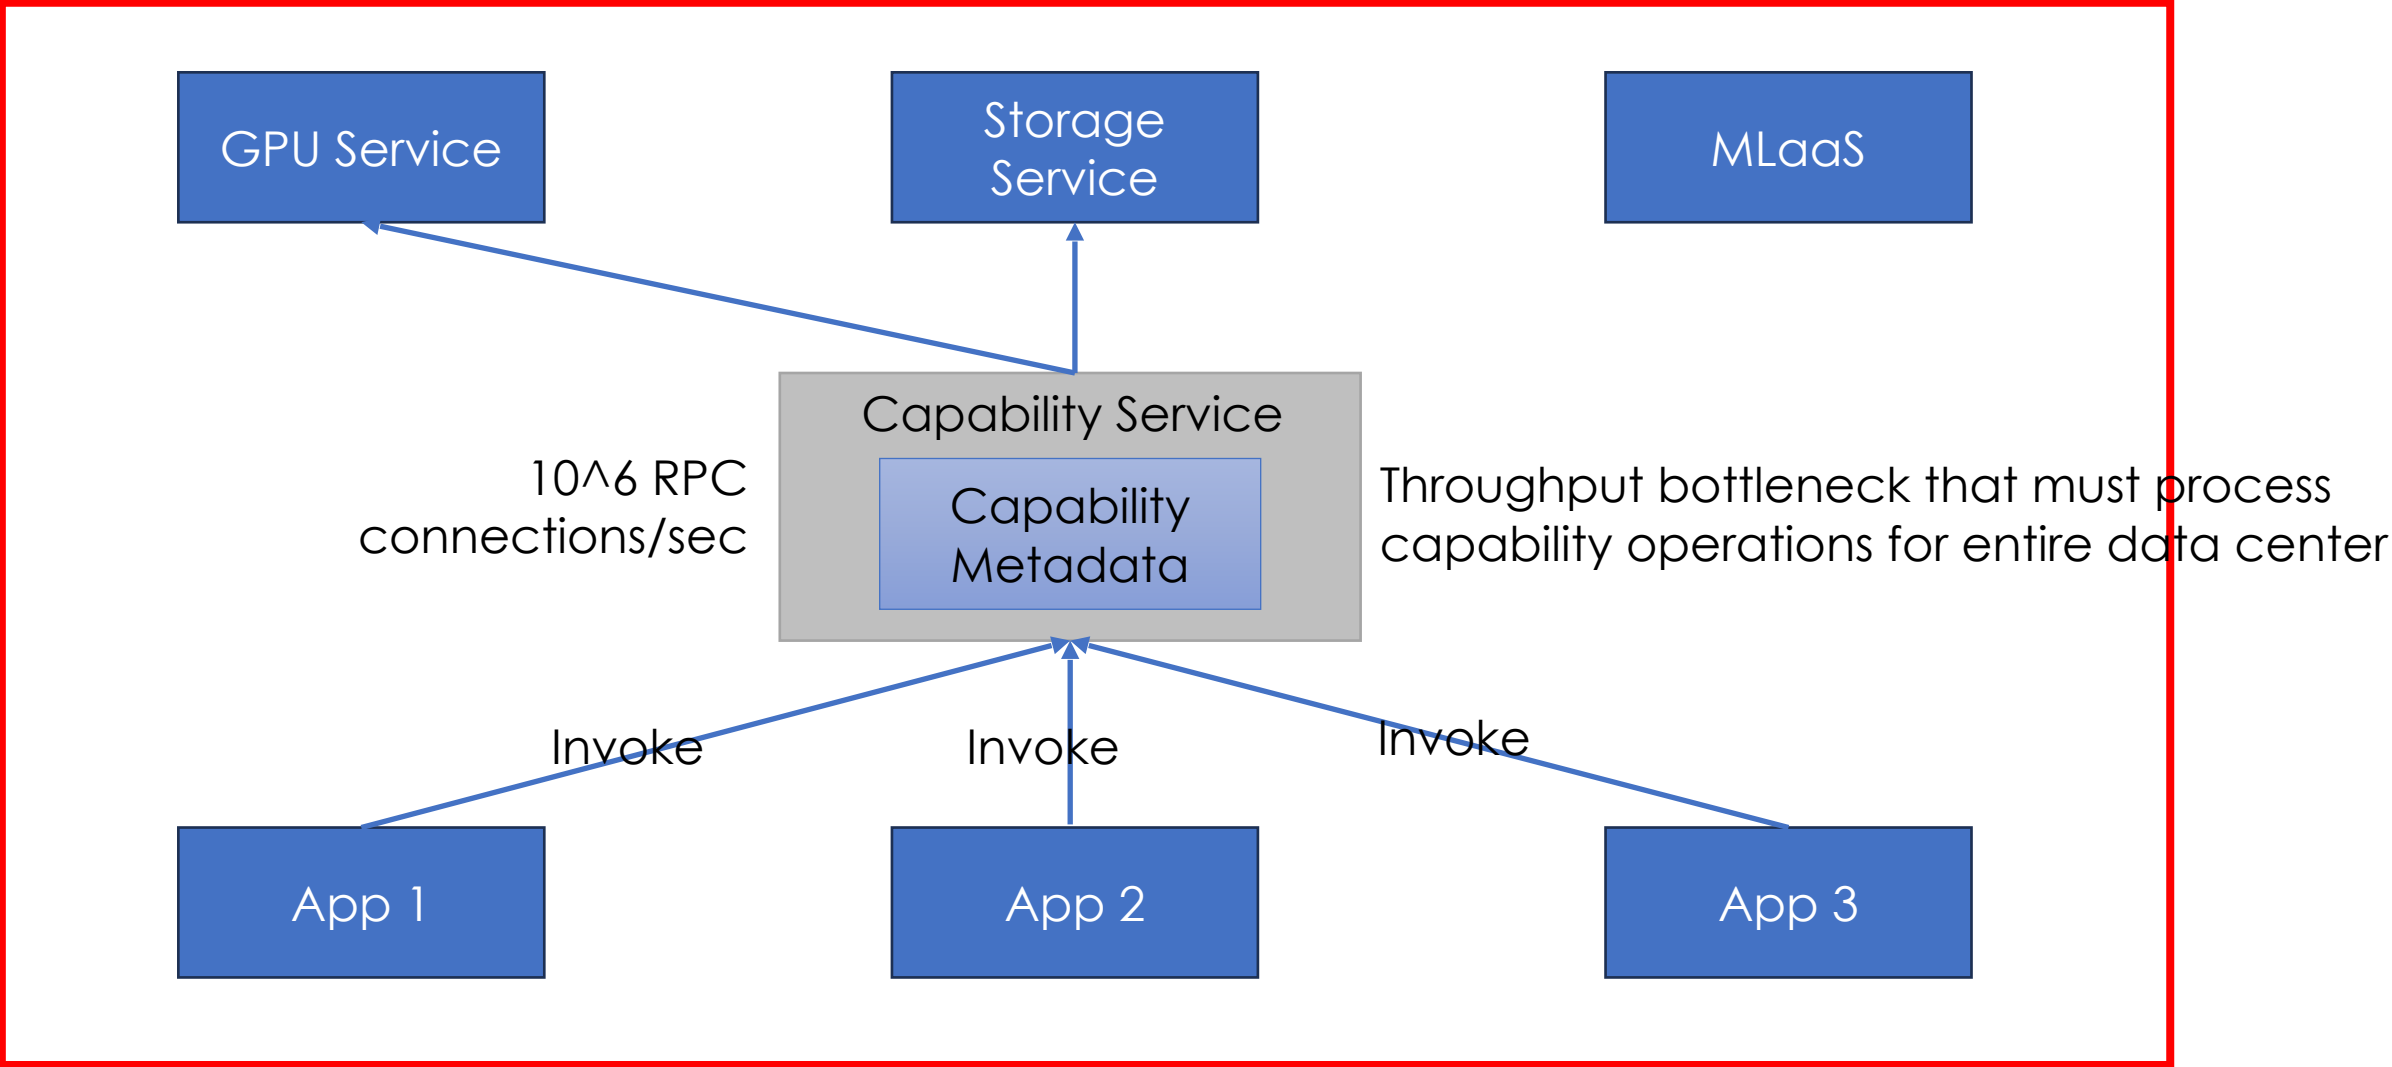 GPU Service
Storage
Service
MLaaS
Capability Service
10^6 RPC
connections/sec
Capability
Metadata
Throughput bottleneck that must process
capability operations for entire data center
Invoke
Invoke
Invoke
App 1
App 2
App 3